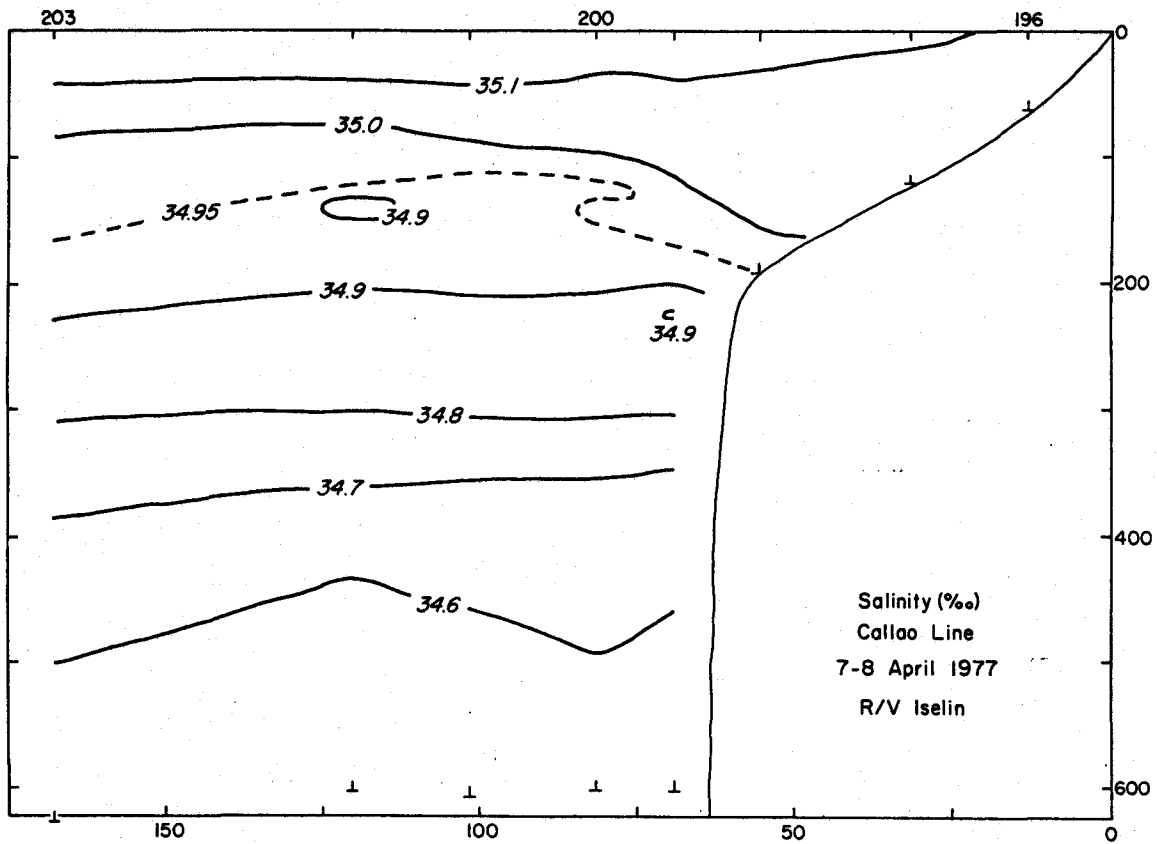 203 200 196
0
35.1
35.0
34.95
34.9
200
34.9
34.9
34.8
34.7
400
34.6
Salinity (‰)
Callao Line
7-8 April 1977
R/V Iselin
600
150 100 50 0